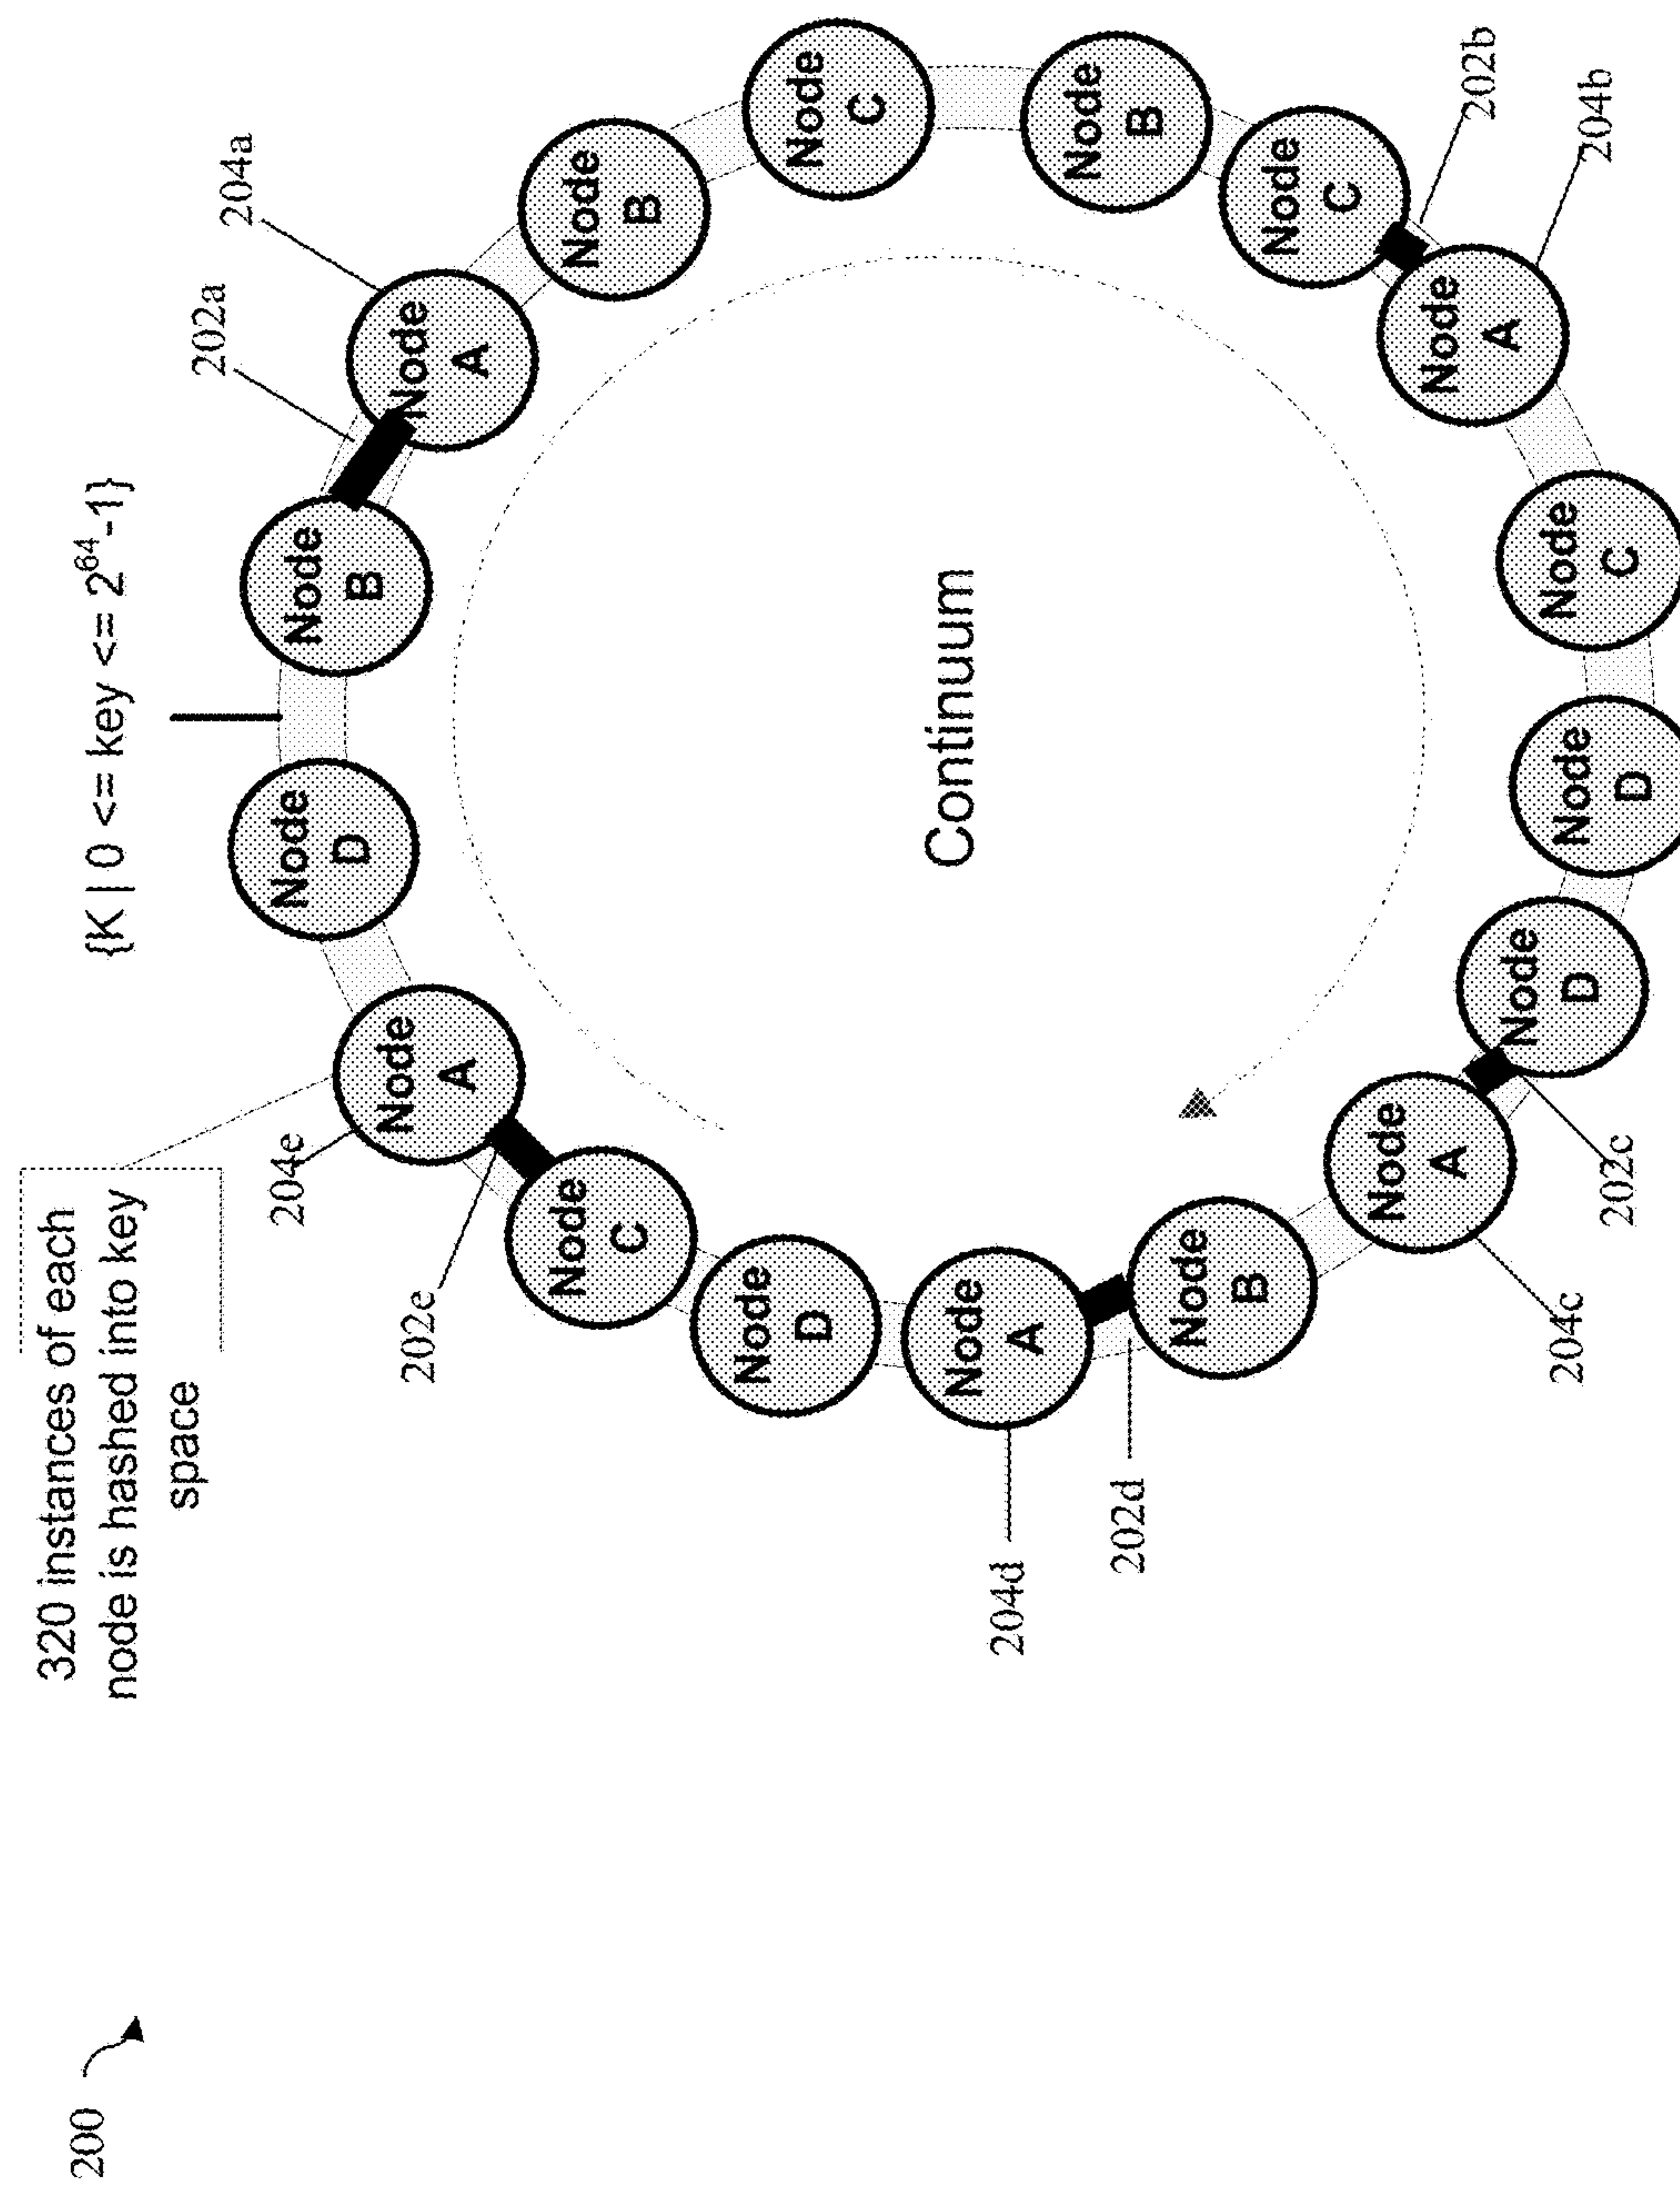 200
320 instances of each
node is hashed into key
space
{K | 0 <= key <= 2⁶⁴-1}
Node
D
Node
B
202a
204a
Node
A
Node
B
Node
C
Node
B
Node
C
202b
204b
Node
A
Node
C
Node
D
Node
D
202c
204c
Node
A
Node
B
202d
204d
Node
A
Node
D
Node
C
202e
204e
Node
A
Continuum